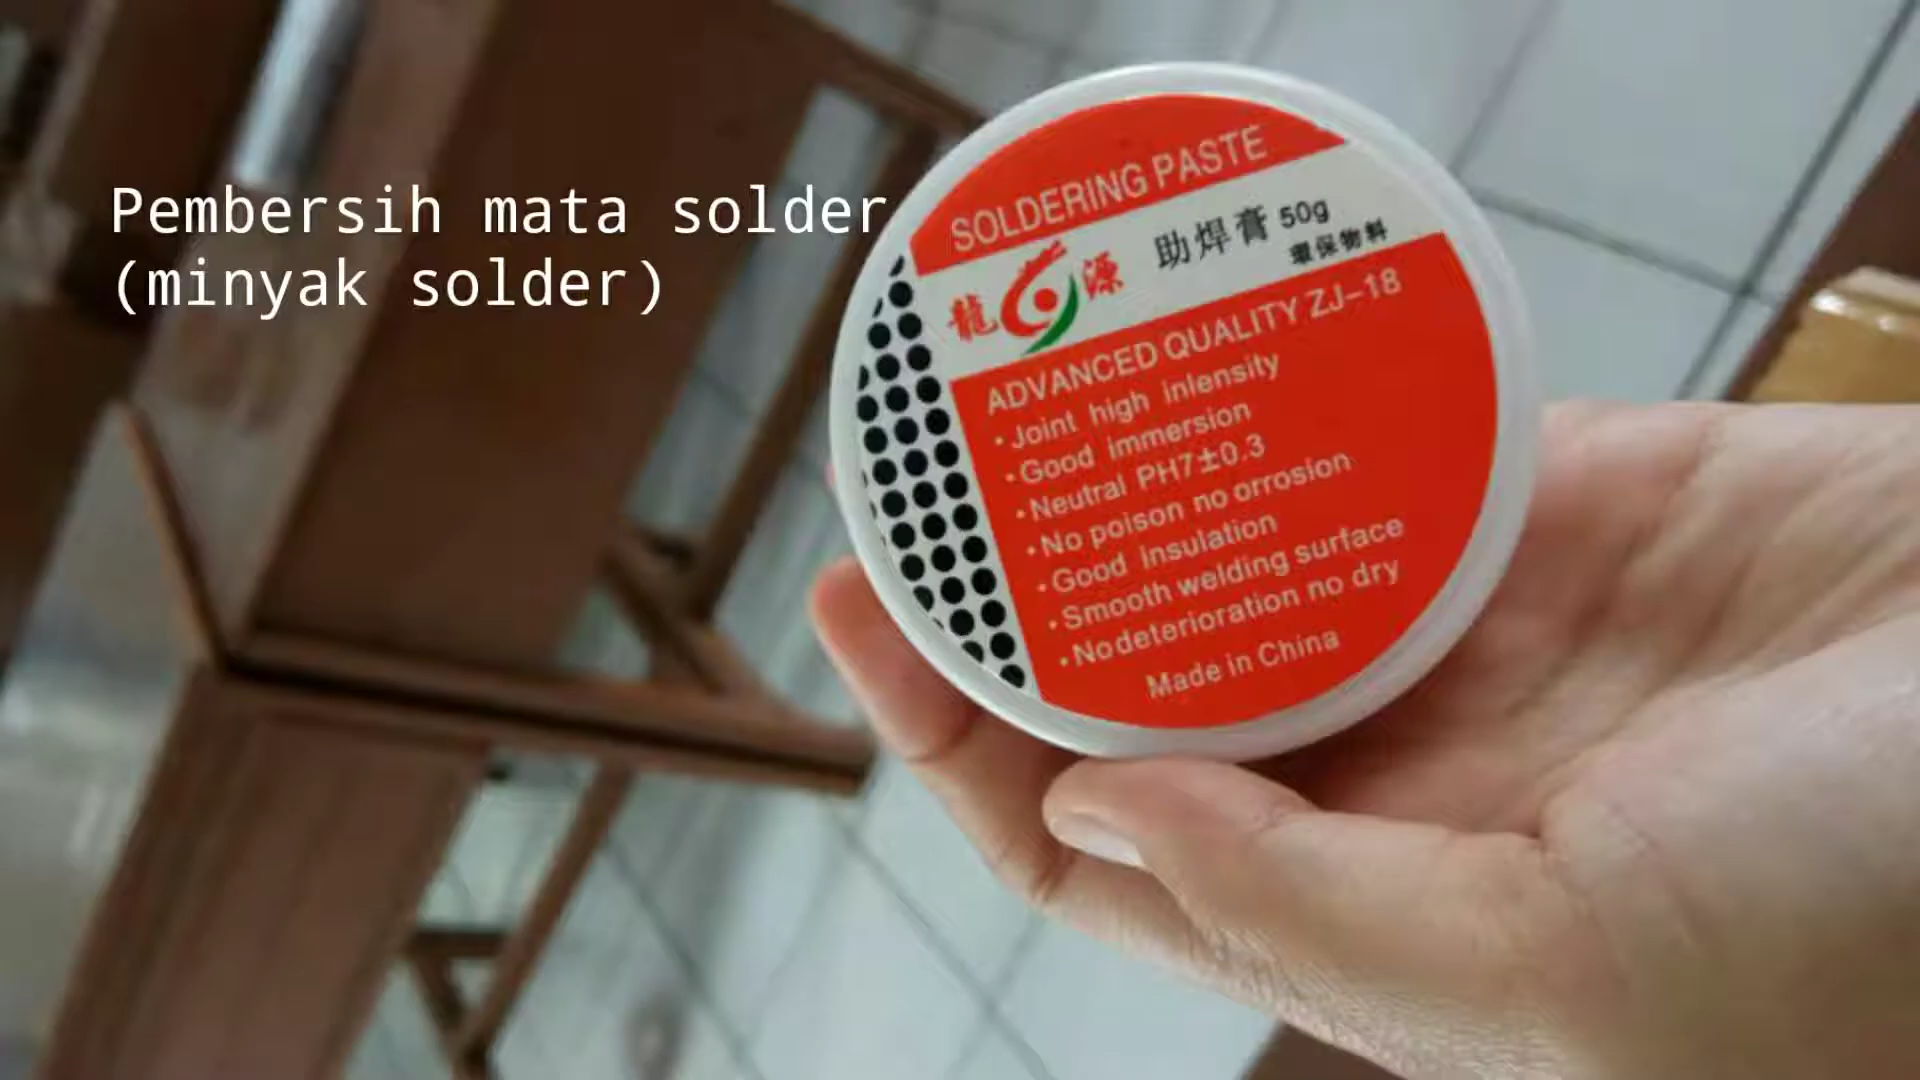 Pembersih mata solder
(minyak solder)
SOLDERING PASTE
龍 源 助焊膏 50g
環保物料
ADVANCED QUALITY ZJ-18
•Joint high inlensity
•Good immersion
•Neutral PH7±0.3
•No poison no orrosion
•Good Insulation
•Smooth welding surface
•Nodeterioration no dry
Made in China